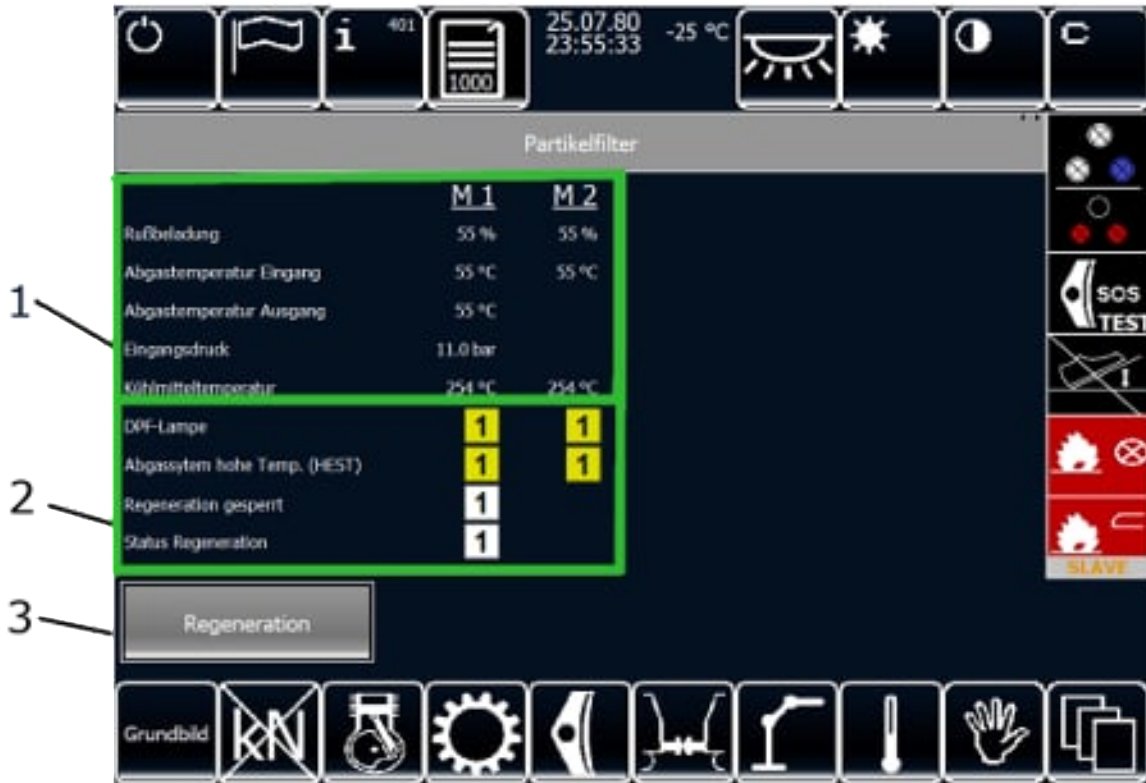 401
25.07.80
23:55:33
-25 °C
1000
C
Partikelfilter
M 1 M 2
Rußbeladung 55 % 55 %
Abgastemperatur Eingang 55 °C 55 °C
Abgastemperatur Ausgang 55 °C
Eingangsdruck 11.0 bar
Kühlmitteltemperatur 254 °C 254 °C
DPF-Lampe 1 1
Abgassytem hohe Temp. (HEST) 1 1
Regeneration gesperrt 1
Status Regeneration 1
Regeneration
1
2
3
SOS
TEST
SLAVE
Grundbild
kN